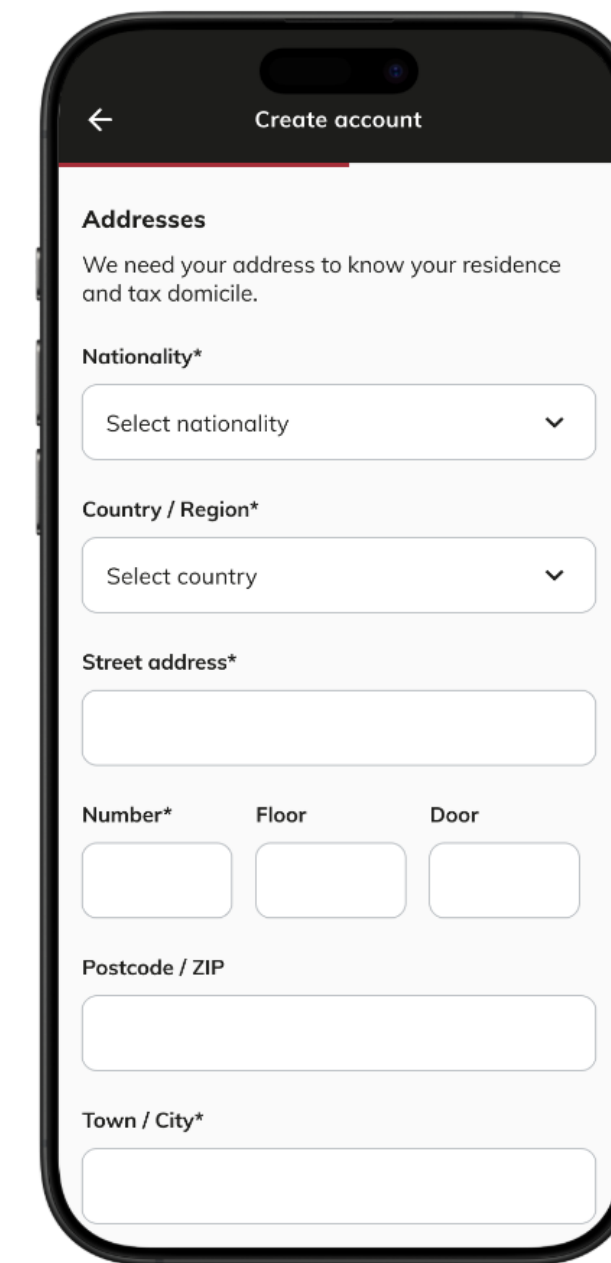 Create account
Addresses
We need your address to know your residence
and tax domicile.
Nationality*
Select nationality
Country / Region*
Select country
Street address*
Number* Floor Door
Postcode / ZIP
Town / City*